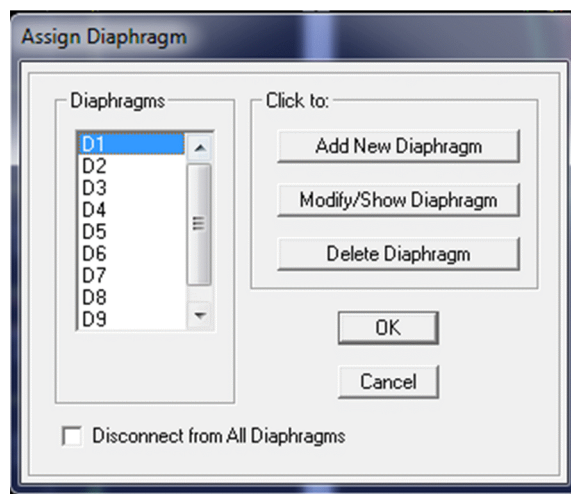 Assign Diaphragm
Diaphragms
D1
D2
D3
D4
D5
D6
D7
D8
D9
Click to:
Add New Diaphragm
Modify/Show Diaphragm
Delete Diaphragm
OK
Cancel
Disconnect from All Diaphragms